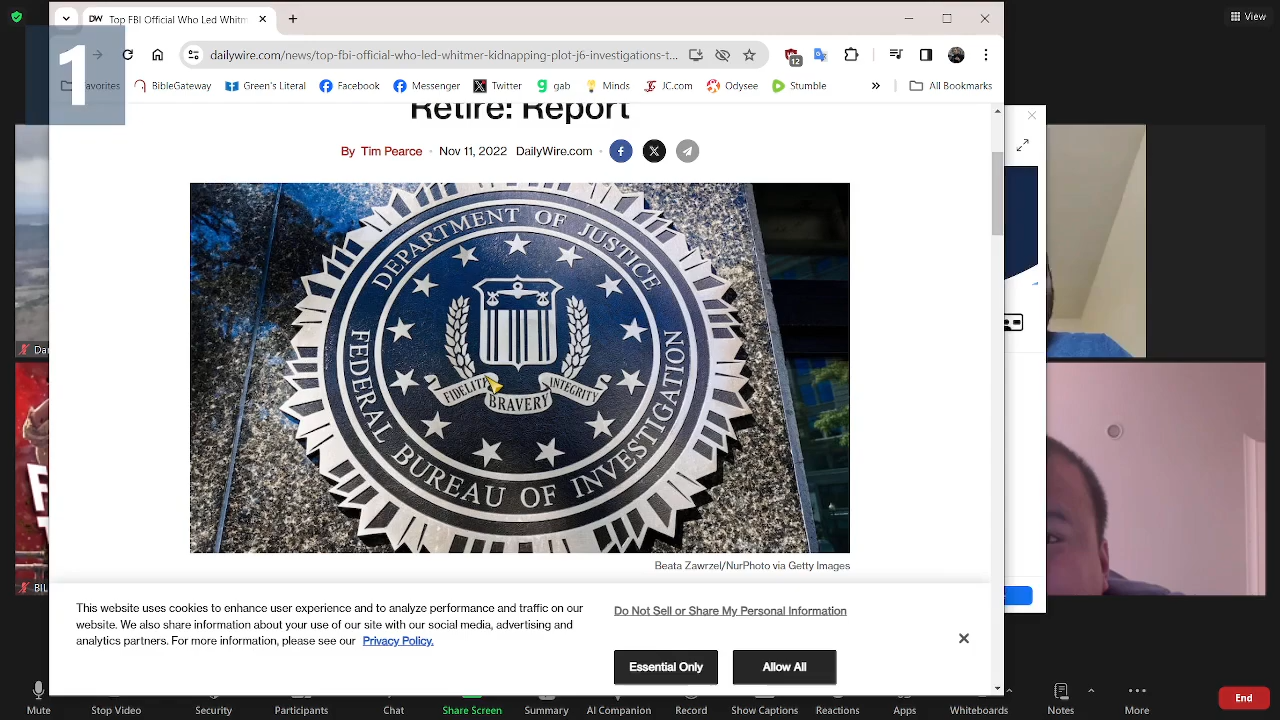 View
Top FBI Official Who Whitm
1
dailywire.com/news/top-fbi-official-who-led-whitmer-kidnapping-plot-j6-investigations-t...
12
Favorites
BibleGateway
Green's General
Facebook
Messenger
Twitter
gab
Minds
JC.com
Odysee
Stumble
All Bookmarks
Retire: Report
By Tim Pearce • Nov 11, 2022 DailyWire.com •
DEPARTMENT OF JUSTICE
FIDELITY BRAVERY INTEGRITY
FEDERAL BUREAU OF INVESTIGATION
Beata Zawrzel/NurPhoto via Getty Images
This website uses cookies to enhance user experience and to analyze performance and traffic on our
website. We also share information about your use of our site with our social media, advertising and
analytics partners. For more information, please see our Privacy Policy.
Do Not Sell or Share My Personal Information
Essential Only
Allow All
Mute
Stop Video
Security
Participants
Chat
Share Screen
Summary
AI Companion
Record
Show Captions
Reactions
Apps
Whiteboards
Notes
More
End